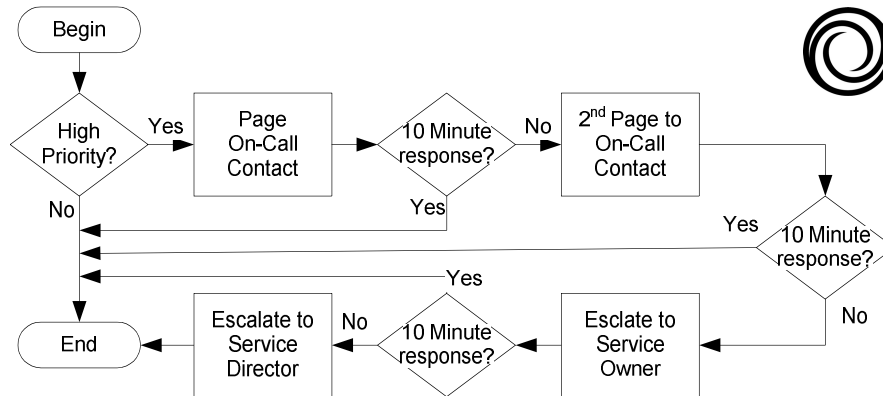 Begin
High
Priority?
Yes
Page
On-Call
Contact
10 Minute
response?
No
2nd Page to
On-Call
Contact
No
Yes
Yes
10 Minute
response?
Yes
No
End
Escalate to
Service
Director
No
10 Minute
response?
Esclate to
Service
Owner